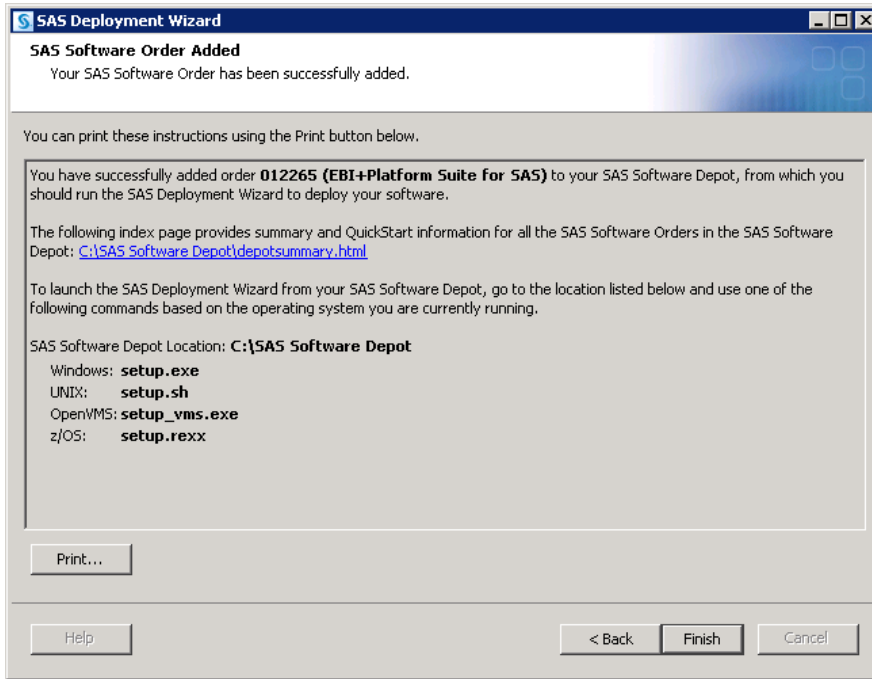 SAS Deployment Wizard
SAS Software Order Added
Your SAS Software Order has been successfully added.
You can print these instructions using the Print button below.
You have successfully added order 012265 (EBI+Platform Suite for SAS) to your SAS Software Depot, from which you
should run the SAS Deployment Wizard to deploy your software.
The following index page provides summary and QuickStart information for all the SAS Software Orders in the SAS Software
Depot: C:\SAS Software Depot\depotsummary.html
To launch the SAS Deployment Wizard from your SAS Software Depot, go to the location listed below and use one of the
following commands based on the operating system you are currently running.
SAS Software Depot Location: C:\SAS Software Depot
Windows: setup.exe
UNIX: setup.sh
OpenVMS: setup_vms.exe
z/OS: setup.rexx
Print...
Help < Back Finish Cancel